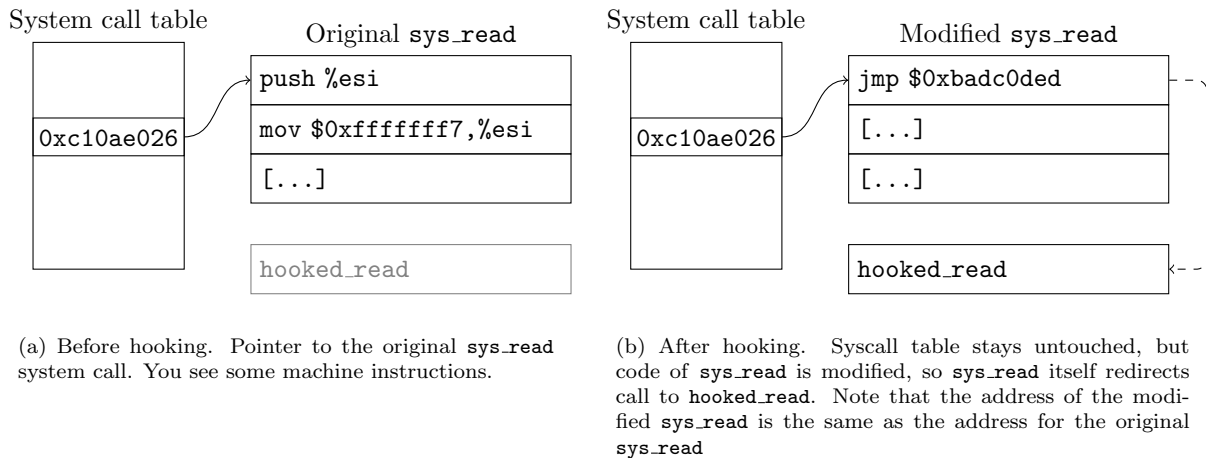 System call table
Original sys_read
push %esi
mov $0xfffffff7,%esi
0xc10ae026
[...]
hooked_read
(a) Before hooking. Pointer to the original sys_read
system call. You see some machine instructions.
System call table
Modified sys_read
jmp $0xbadc0ded
[...]
0xc10ae026
[...]
hooked_read
(b) After hooking. Syscall table stays untouched, but
code of sys_read is modified, so sys_read itself redirects
call to hooked_read. Note that the address of the modi-
fied sys_read is the same as the address for the original
sys_read